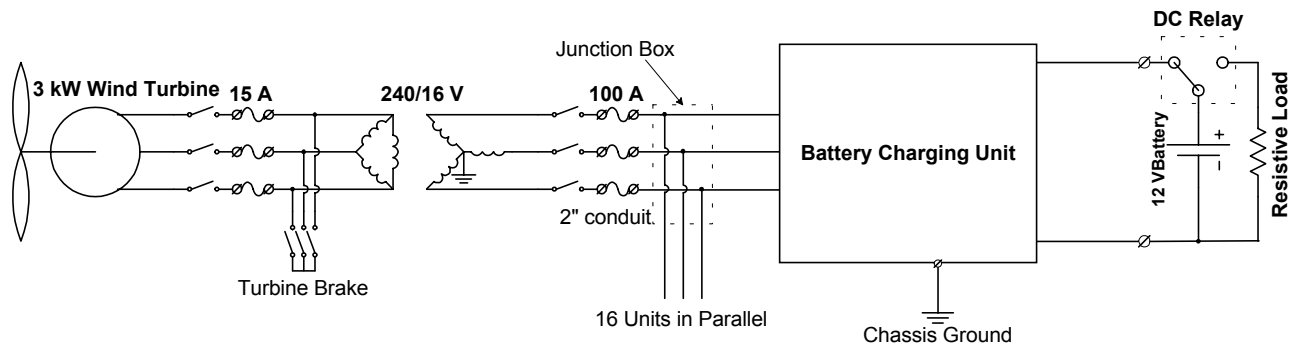 DC Relay
Junction Box
3 kW Wind Turbine
15 A
240/16 V
100 A
Battery Charging Unit
12 VBattery
+
Resistive Load
2" conduit
Turbine Brake
16 Units in Parallel
Chassis Ground